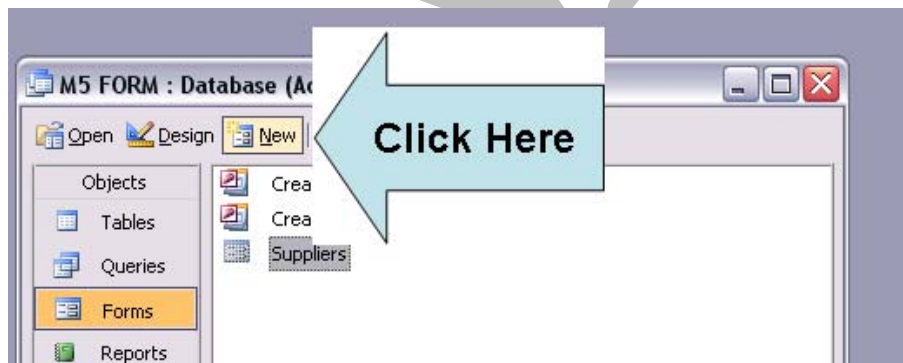 M5 FORM : Database (Ac
Open Design New
Click Here
Objects
Crea
Tables
Crea
Suppliers
Queries
Forms
Reports